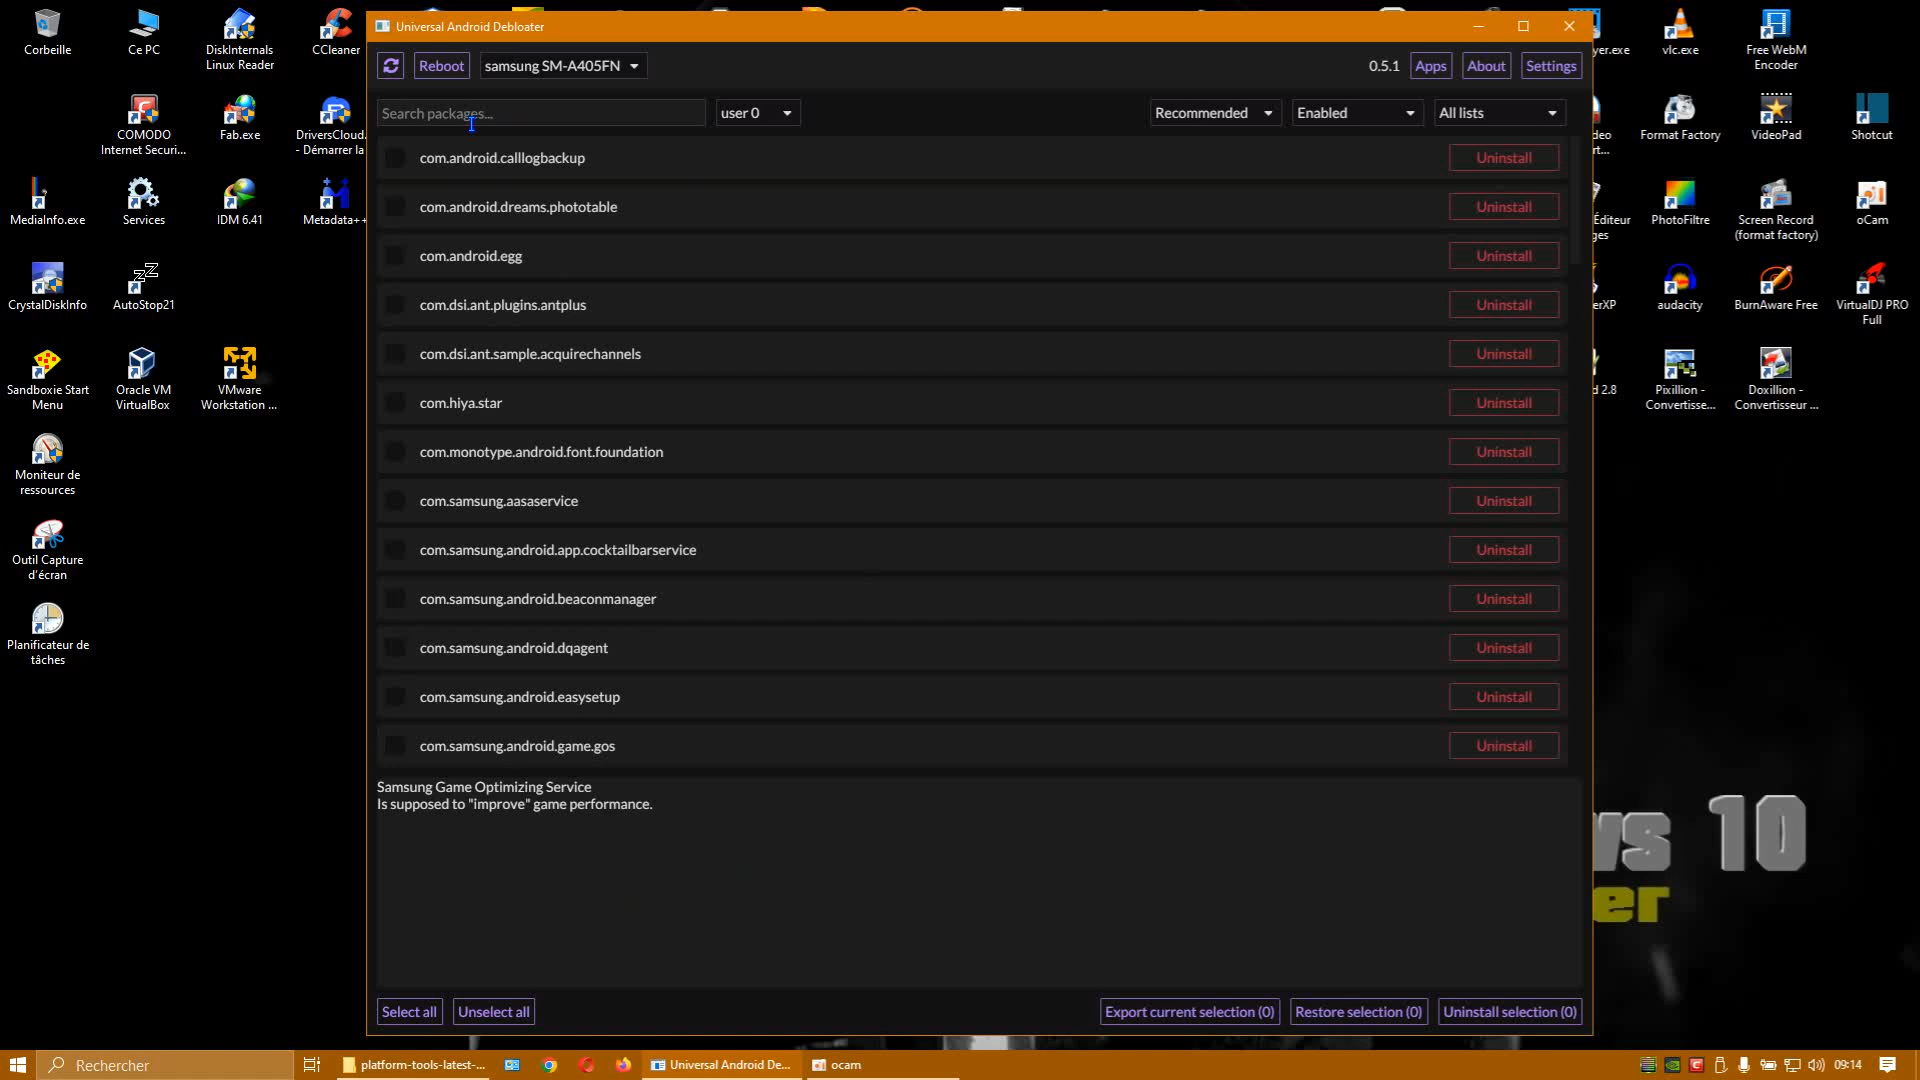 Universal Android Debloater
Reboot
samsung SM-A405FN
0.5.1
Apps
About
Settings
Search packages...
user 0
Recommended
Enabled
All lists
com.android.calllogbackup
Uninstall
com.android.dreams.phototable
Uninstall
com.android.egg
Uninstall
com.dsi.ant.plugins.antplus
Uninstall
com.dsi.ant.sample.acquirechannels
Uninstall
com.hiya.star
Uninstall
com.monotype.android.font.foundation
Uninstall
com.samsung.aasaservice
Uninstall
com.samsung.android.app.cocktailbarservice
Uninstall
com.samsung.android.beaconmanager
Uninstall
com.samsung.android.dqagent
Uninstall
com.samsung.android.easysetup
Uninstall
com.samsung.android.game.gos
Uninstall
Samsung Game Optimizing Service
Is supposed to "improve" game performance.
Select all
Unselect all
Export current selection (0)
Restore selection (0)
Uninstall selection (0)
Corbeille
Ce PC
DiskInternals
Linux Reader
CCleaner
COMODO
Internet Securi...
Fab.exe
DriversCloud.
- Démarrer la
MediaInfo.exe
Services
IDM 6.41
Metadata++
CrystalDiskInfo
AutoStop21
Sandboxie Start
Menu
Oracle VM
VirtualBox
VMware
Workstation ...
Moniteur de
ressources
Outil Capture
d'écran
Planificateur de
tâches
yer.exe
vlc.exe
Free WebM
Encoder
deo
rt...
Format Factory
VideoPad
Shotcut
Éditeur
ges
PhotoFiltre
Screen Record
(format factory)
oCam
erXP
audacity
BurnAware Free
VirtualDJ PRO
Full
d 2.8
Pixillion -
Convertisse...
Doxillion -
Convertisseur ...
ws 10
er
Rechercher
platform-tools-latest-...
Universal Android De...
ocam
09:14